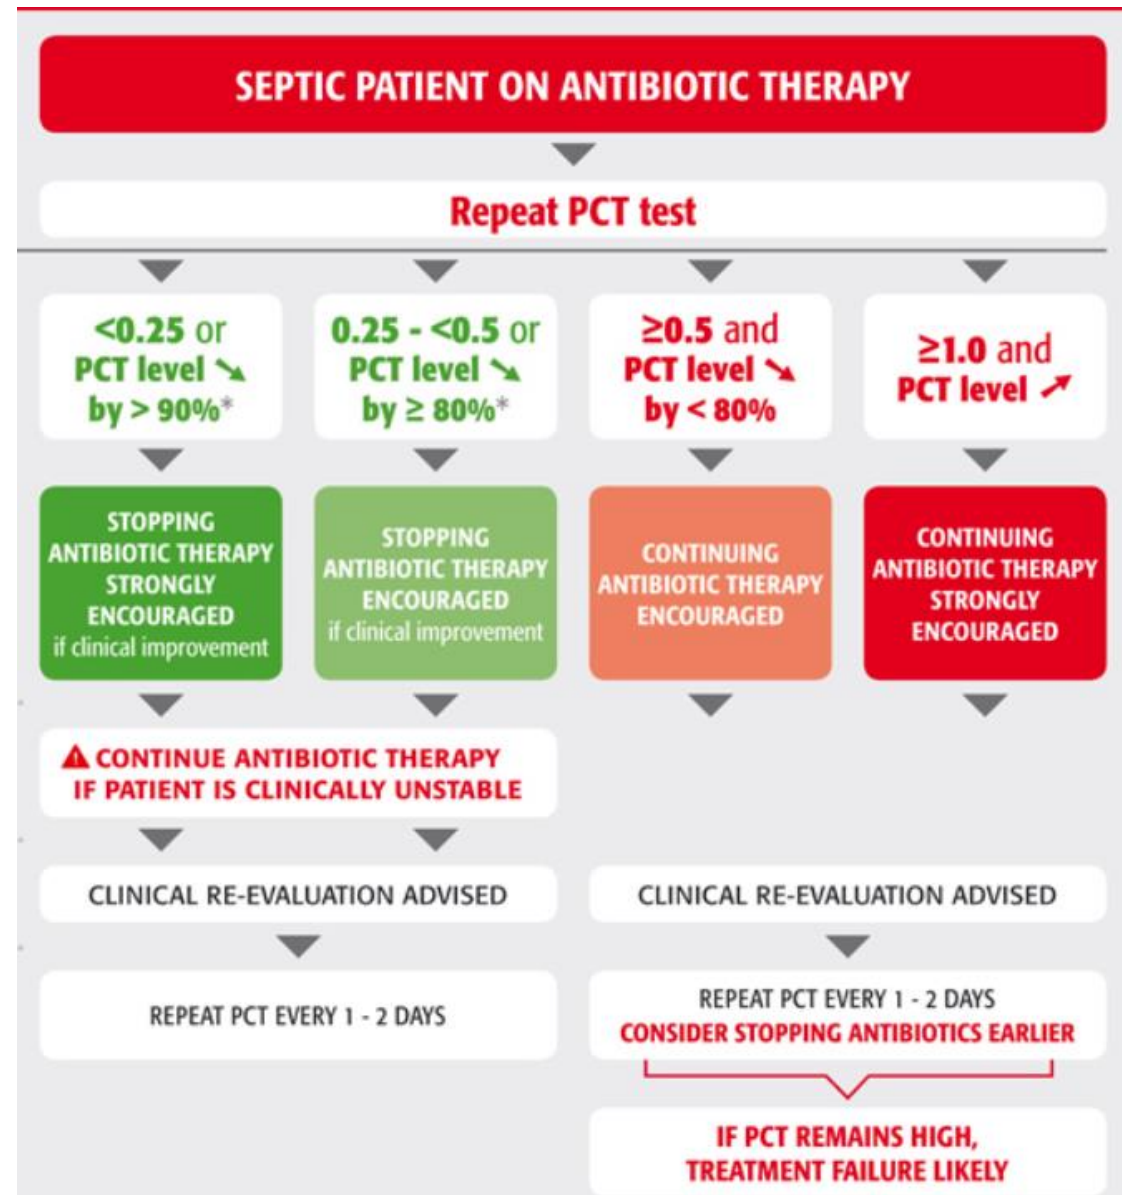 SEPTIC PATIENT ON ANTIBIOTIC THERAPY
Repeat PCT test
<0.25 or
PCT level ➘
by > 90%*
0.25 - <0.5 or
PCT level ➘
by ≥ 80%*
≥0.5 and
PCT level ➘
by < 80%
≥1.0 and
PCT level ➚
STOPPING
ANTIBIOTIC THERAPY
STRONGLY
ENCOURAGED
if clinical improvement
STOPPING
ANTIBIOTIC THERAPY
ENCOURAGED
if clinical improvement
CONTINUING
ANTIBIOTIC THERAPY
ENCOURAGED
CONTINUING
ANTIBIOTIC THERAPY
STRONGLY
ENCOURAGED
CONTINUE ANTIBIOTIC THERAPY
IF PATIENT IS CLINICALLY UNSTABLE
CLINICAL RE-EVALUATION ADVISED
CLINICAL RE-EVALUATION ADVISED
REPEAT PCT EVERY 1 - 2 DAYS
REPEAT PCT EVERY 1 - 2 DAYS
CONSIDER STOPPING ANTIBIOTICS EARLIER
IF PCT REMAINS HIGH,
TREATMENT FAILURE LIKELY